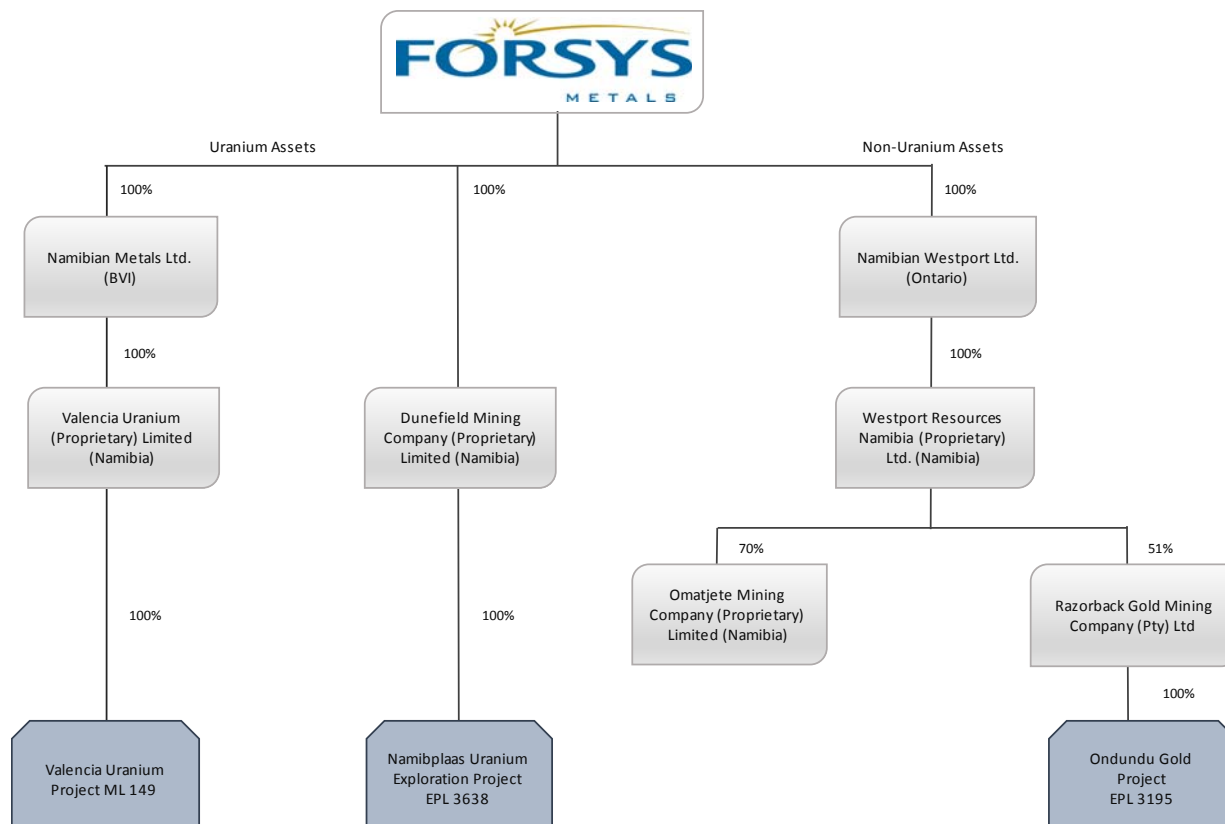 FORSYS
METALS
Uranium Assets
Non-Uranium Assets
100%
100%
100%
Namibian Metals Ltd.
(BVI)
Namibian Westport Ltd.
(Ontario)
100%
100%
Valencia Uranium
(Proprietary) Limited
(Namibia)
Dunefield Mining
Company (Proprietary)
Limited (Namibia)
Westport Resources
Namibia (Proprietary)
Ltd. (Namibia)
70%
51%
100%
100%
Omatjete Mining
Company (Proprietary)
Limited (Namibia)
Razorback Gold Mining
Company (Pty) Ltd
100%
Valencia Uranium
Project ML 149
Namibplaas Uranium
Exploration Project
EPL 3638
Ondundu Gold
Project
EPL 3195